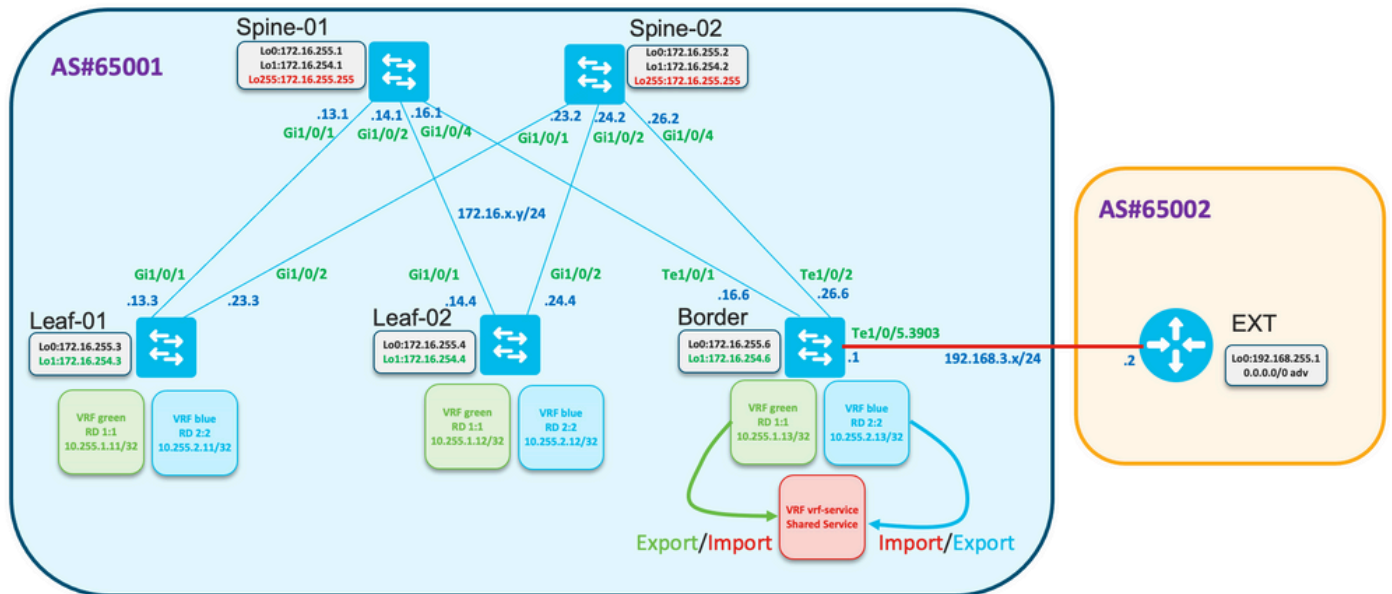 Spine-01
Spine-02
AS#65001
Lo0:172.16.255.1
Lo1:172.16.254.1
Lo255:172.16.255.255
Lo0:172.16.255.2
Lo1:172.16.254.2
Lo255:172.16.255.255
.13.1
.14.1
.16.1
.23.2
.24.2
.26.2
Gi1/0/1
Gi1/0/2
Gi1/0/4
Gi1/0/1
Gi1/0/2
Gi1/0/4
AS#65002
172.16.x.y/24
Gi1/0/1
Gi1/0/2
Gi1/0/1
Gi1/0/2
Te1/0/1
Te1/0/2
.13.3
.23.3
.14.4
.24.4
.16.6
.26.6
Leaf-01
Lo0:172.16.255.3
Lo1:172.16.254.3
Leaf-02
Lo0:172.16.255.4
Lo1:172.16.254.4
Border
Lo0:172.16.255.6
Lo1:172.16.254.6
Te1/0/5.3903
.1
192.168.3.x/24
.2
EXT
Lo0:192.168.255.1
0.0.0.0/0 adv
VRF green
RD 1:1
10.255.1.11/32
VRF blue
RD 2:2
10.255.2.11/32
VRF green
RD 1:1
10.255.1.12/32
VRF blue
RD 2:2
10.255.2.12/32
VRF green
RD 1:1
10.255.1.13/32
VRF blue
RD 2:2
10.255.2.13/32
VRF vrf-service
Shared Service
Export/Import
Import/Export